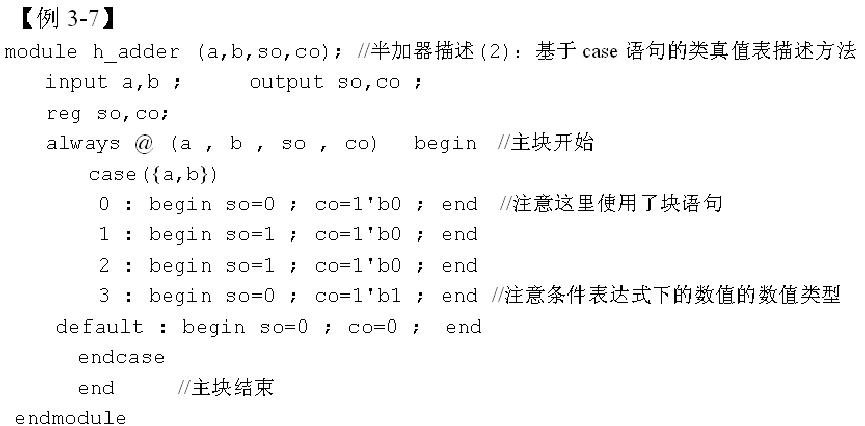 【例 3-7】
module h_adder (a,b,so,co); //半加器描述(2): 基于 case 语句的类真值表描述方法
input a,b ; output so,co ;
reg so,co;
always @ (a , b , so , co) begin //主块开始
case({a,b})
0 : begin so=0 ; co=1'b0 ; end //注意这里使用了块语句
1 : begin so=1 ; co=1'b0 ; end
2 : begin so=1 ; co=1'b0 ; end
3 : begin so=0 ; co=1'b1 ; end //注意条件表达式下的数值的数值类型
default : begin so=0 ; co=0 ; end
endcase
end //主块结束
endmodule